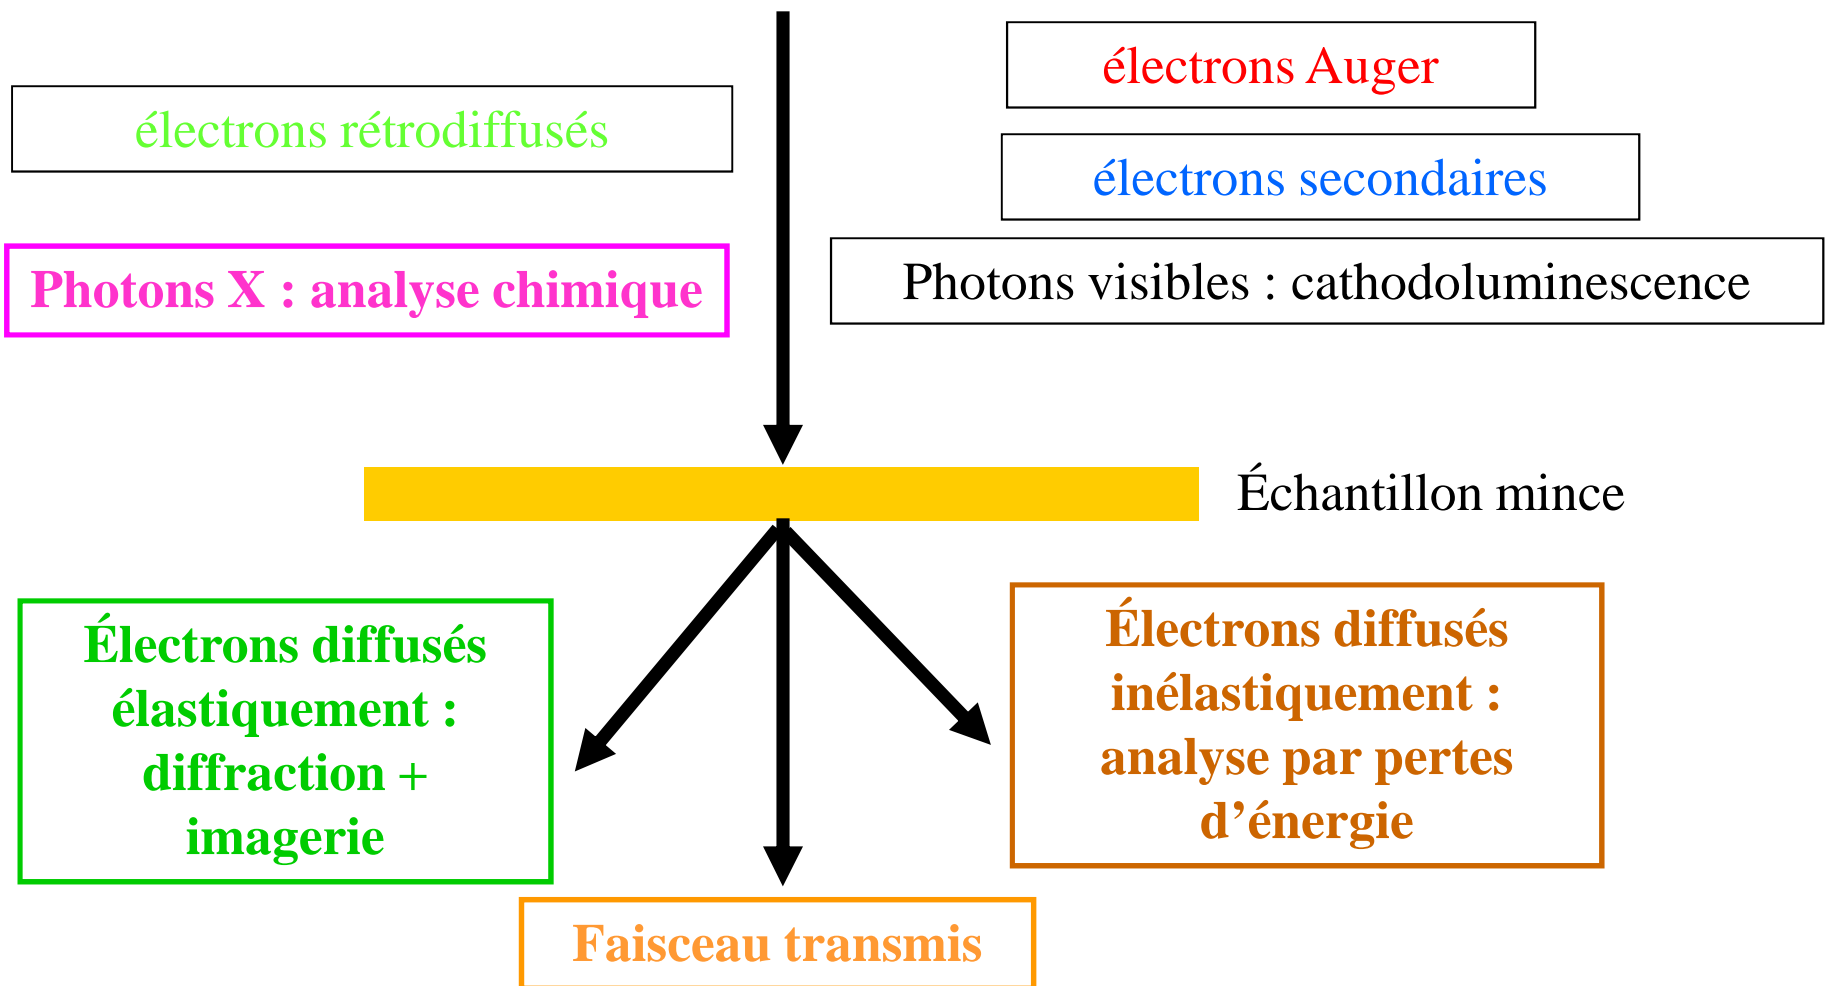 électrons Auger
électrons rétrodiffusés
électrons secondaires
Photons X : analyse chimique
Photons visibles : cathodoluminescence
Échantillon mince
Électrons diffusés
élastiquement :
diffraction +
imagerie
Électrons diffusés
inélastiquement :
analyse par pertes
d’énergie
Faisceau transmis